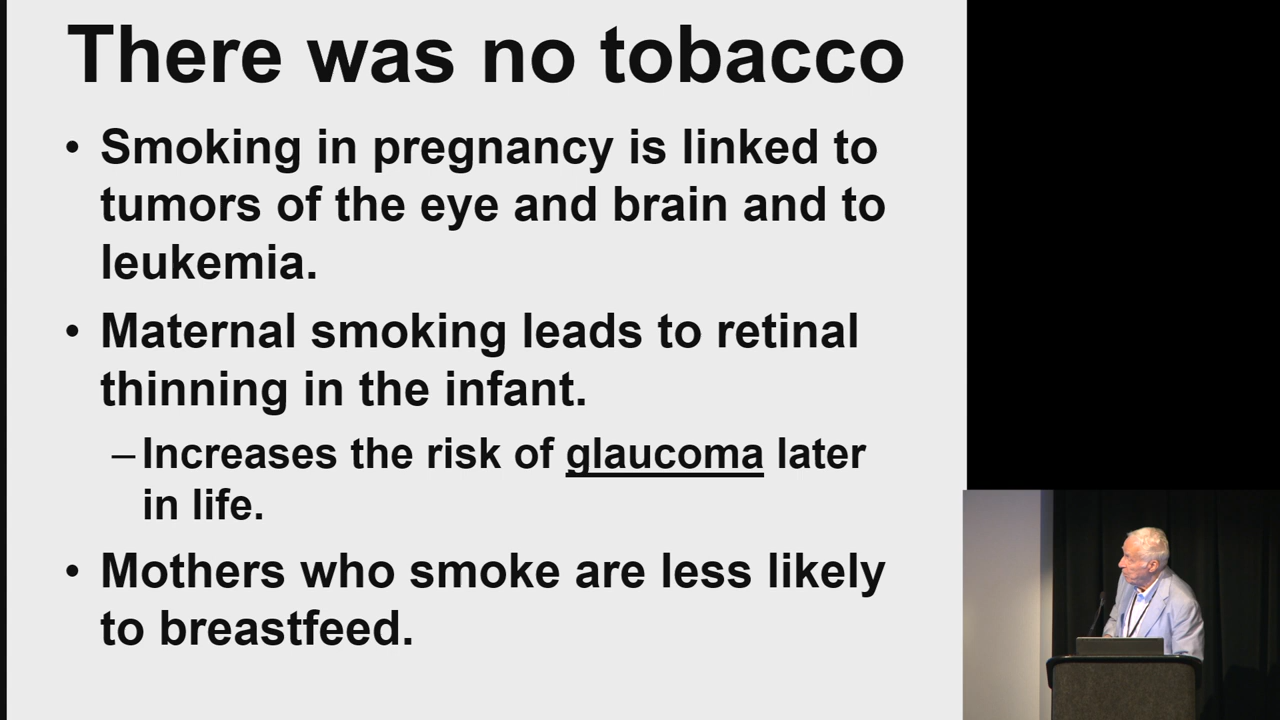 There was no tobacco
• Smoking in pregnancy is linked to
tumors of the eye and brain and to
leukemia.
• Maternal smoking leads to retinal
thinning in the infant.
– Increases the risk of glaucoma later
in life.
• Mothers who smoke are less likely
to breastfeed.